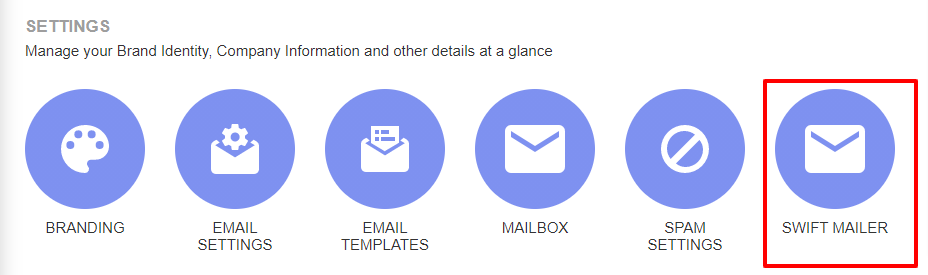 SETTINGS
Manage your Brand Identity, Company Information and other details at a glance
BRANDING
EMAIL
SETTINGS
EMAIL
TEMPLATES
MAILBOX
SPAM
SETTINGS
SWIFT MAILER